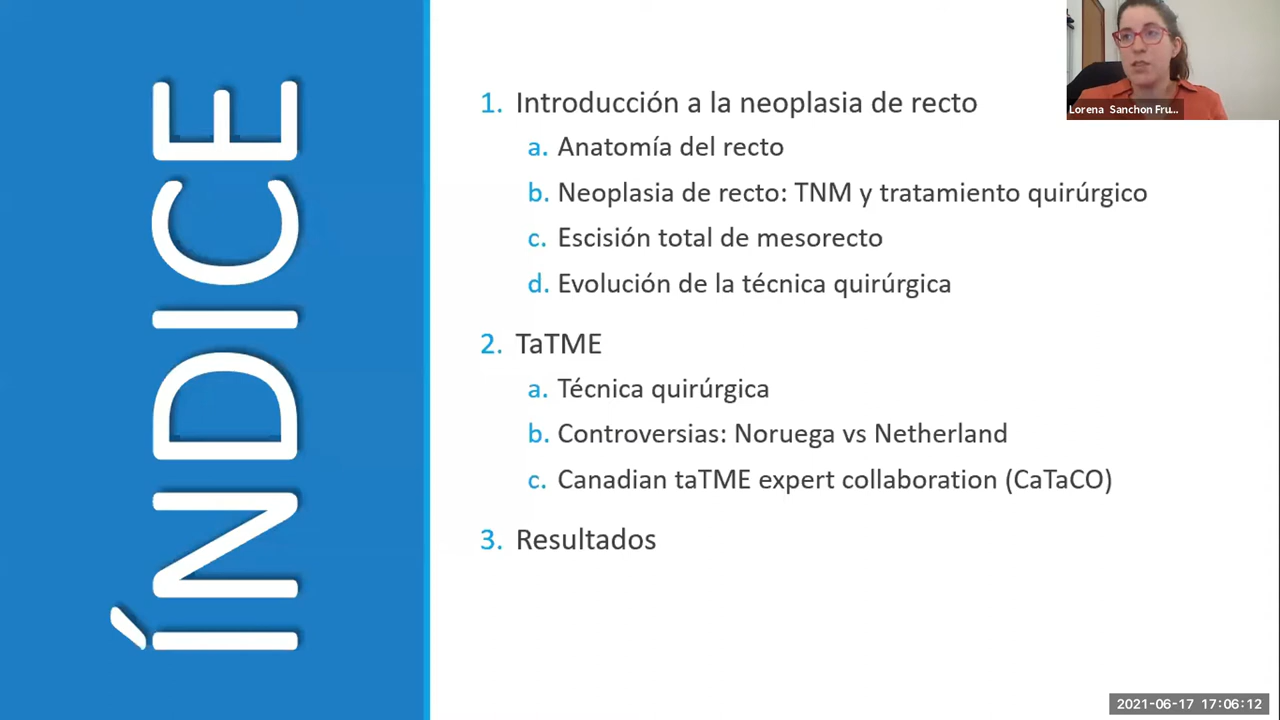 ÍNDICE
1. Introducción a la neoplasia de recto
a. Anatomía del recto
b. Neoplasia de recto: TNM y tratamiento quirúrgico
c. Escisión total de mesorecto
d. Evolución de la técnica quirúrgica
2. TaTME
a. Técnica quirúrgica
b. Controversias: Noruega vs Netherland
c. Canadian taTME expert collaboration (CaTaCO)
3. Resultados
Lorena Sanchon Fru...
2021-06-17 17:06:12